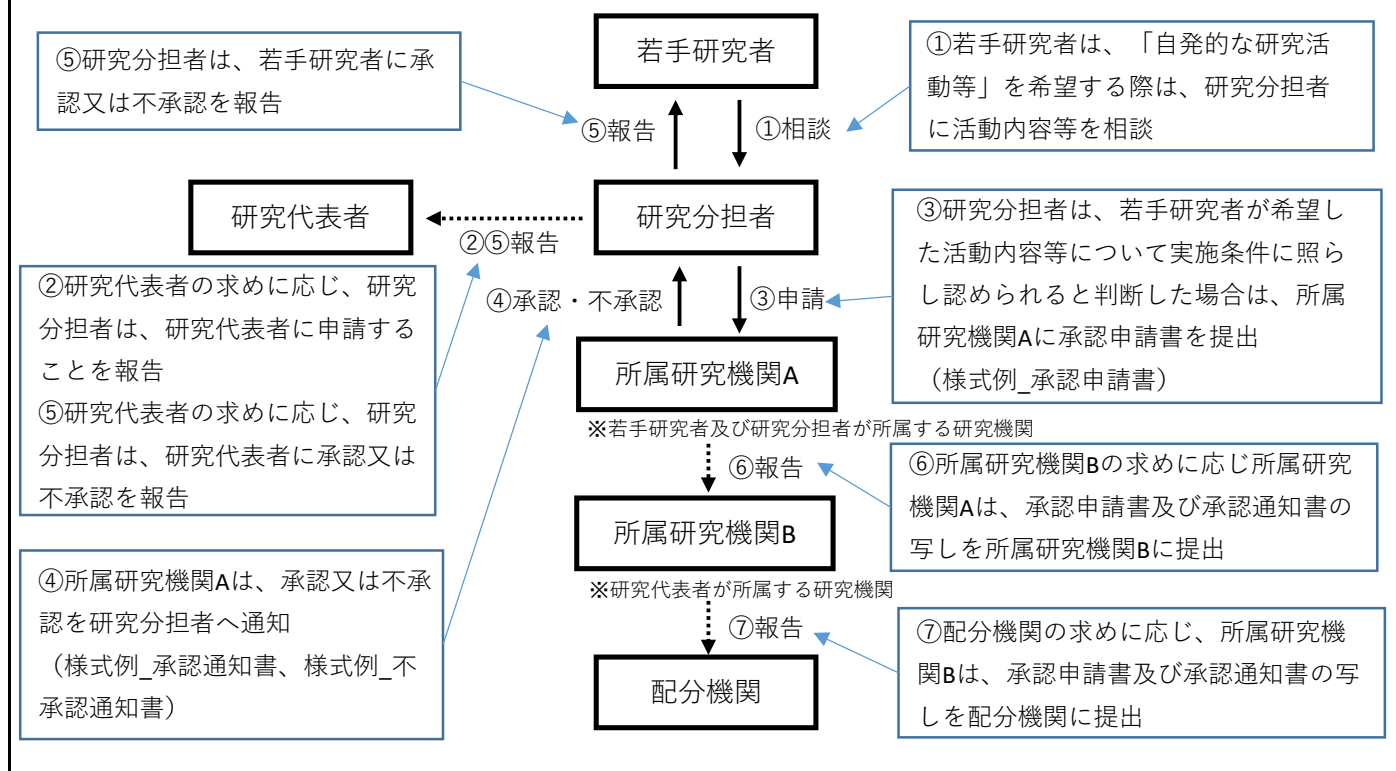 若手研究者
⑤研究分担者は、若手研究者に承
認又は不承認を報告
①若手研究者は、「自発的な研究活
動等」を希望する際は、研究分担者
に活動内容等を相談
⑤報告
①相談
研究代表者
研究分担者
②⑤報告
③研究分担者は、若手研究者が希望し
た活動内容等について実施条件に照ら
し認められると判断した場合は、所属
研究機関Aに承認申請書を提出
（様式例_承認申請書）
②研究代表者の求めに応じ、研究
分担者は、研究代表者に申請する
ことを報告
⑤研究代表者の求めに応じ、研究
分担者は、研究代表者に承認又は
不承認を報告
④承認・不承認
③申請
所属研究機関A
※若手研究者及び研究分担者が所属する研究機関
⑥報告
⑥所属研究機関Bの求めに応じ所属研究
機関Aは、承認申請書及び承認通知書の
写しを所属研究機関Bに提出
所属研究機関B
※研究代表者が所属する研究機関
④所属研究機関Aは、承認又は不承
認を研究分担者へ通知
（様式例_承認通知書、様式例_不
承認通知書）
⑦報告
⑦配分機関の求めに応じ、所属研究機
関Bは、承認申請書及び承認通知書の写
しを配分機関に提出
配分機関